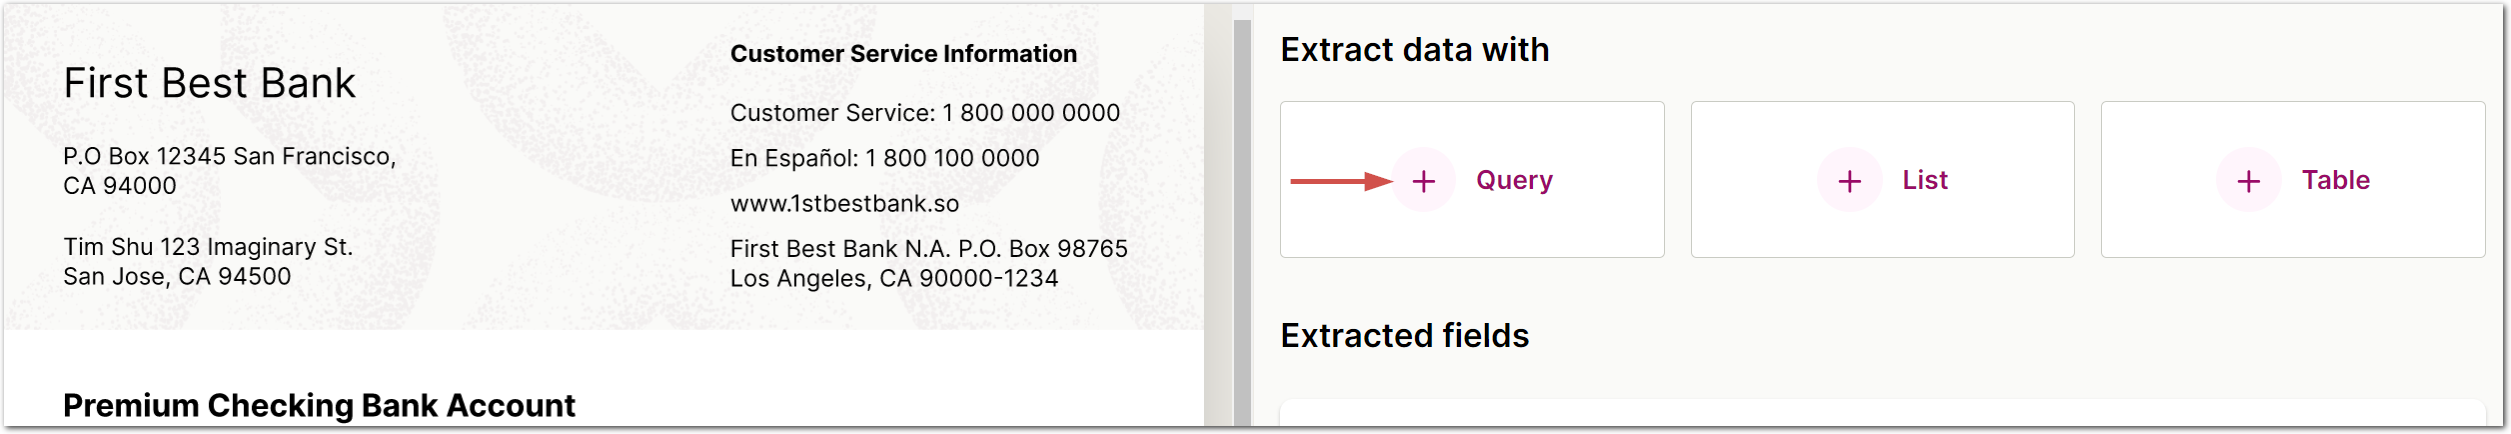 First Best Bank
P.O Box 12345 San Francisco,
CA 94000
Tim Shu 123 Imaginary St.
San Jose, CA 94500
Customer Service Information
Customer Service: 1 800 000 0000
En Español: 1 800 100 0000
www.1stbestbank.so
First Best Bank N.A. P.O. Box 98765
Los Angeles, CA 90000-1234
Premium Checking Bank Account
Extract data with
+ Query
+ List
+ Table
Extracted fields